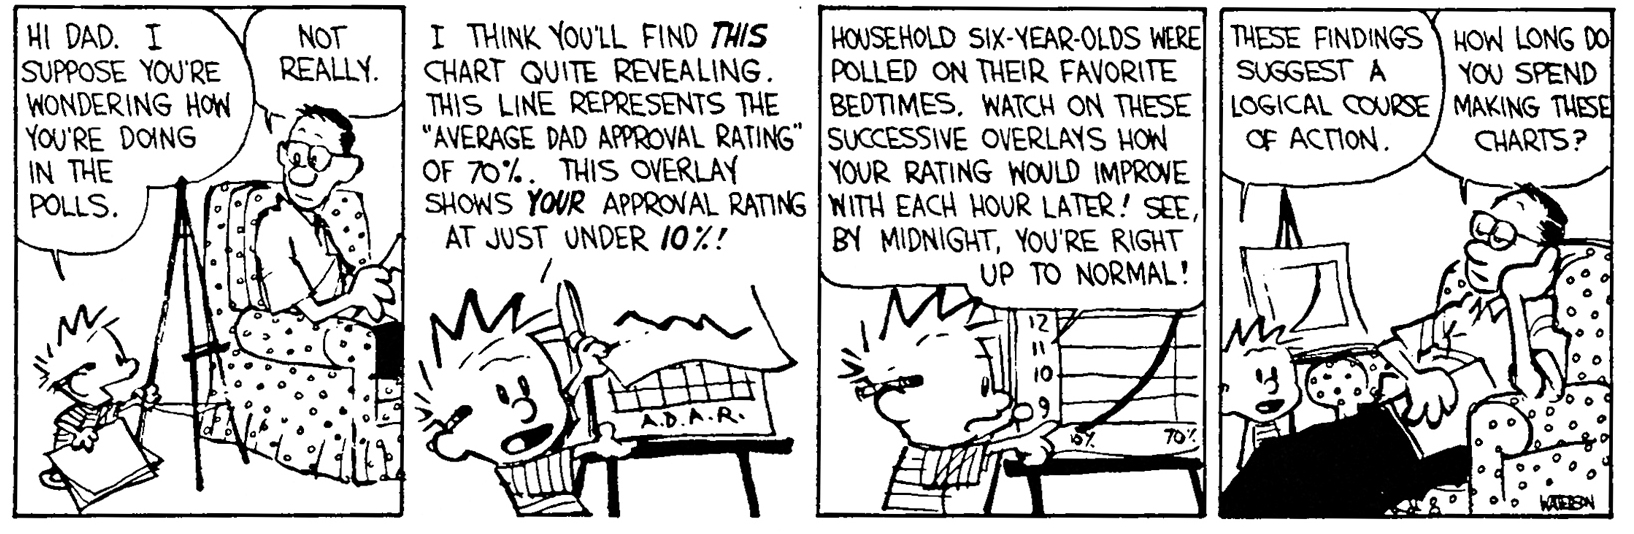 HI DAD. I
SUPPOSE YOU'RE
WONDERING HOW
YOU'RE DOING
IN THE
POLLS.
NOT
REALLY.
I THINK YOU'LL FIND THIS
CHART QUITE REVEALING.
THIS LINE REPRESENTS THE
"AVERAGE DAD APPROVAL RATING"
OF 70%. THIS OVERLAY
SHOWS YOUR APPROVAL RATING
AT JUST UNDER 10%!
A.D.A.R.
HOUSEHOLD SIX-YEAR-OLDS WERE
POLLED ON THEIR FAVORITE
BEDTIMES. WATCH ON THESE
SUCCESSIVE OVERLAYS HOW
YOUR RATING WOULD IMPROVE
WITH EACH HOUR LATER! SEE,
BY MIDNIGHT, YOU'RE RIGHT
UP TO NORMAL!
12
11
10
9
10% 70%
THESE FINDINGS
SUGGEST A
LOGICAL COURSE
OF ACTION.
HOW LONG DO
YOU SPEND
MAKING THESE
CHARTS?
WATTERSON